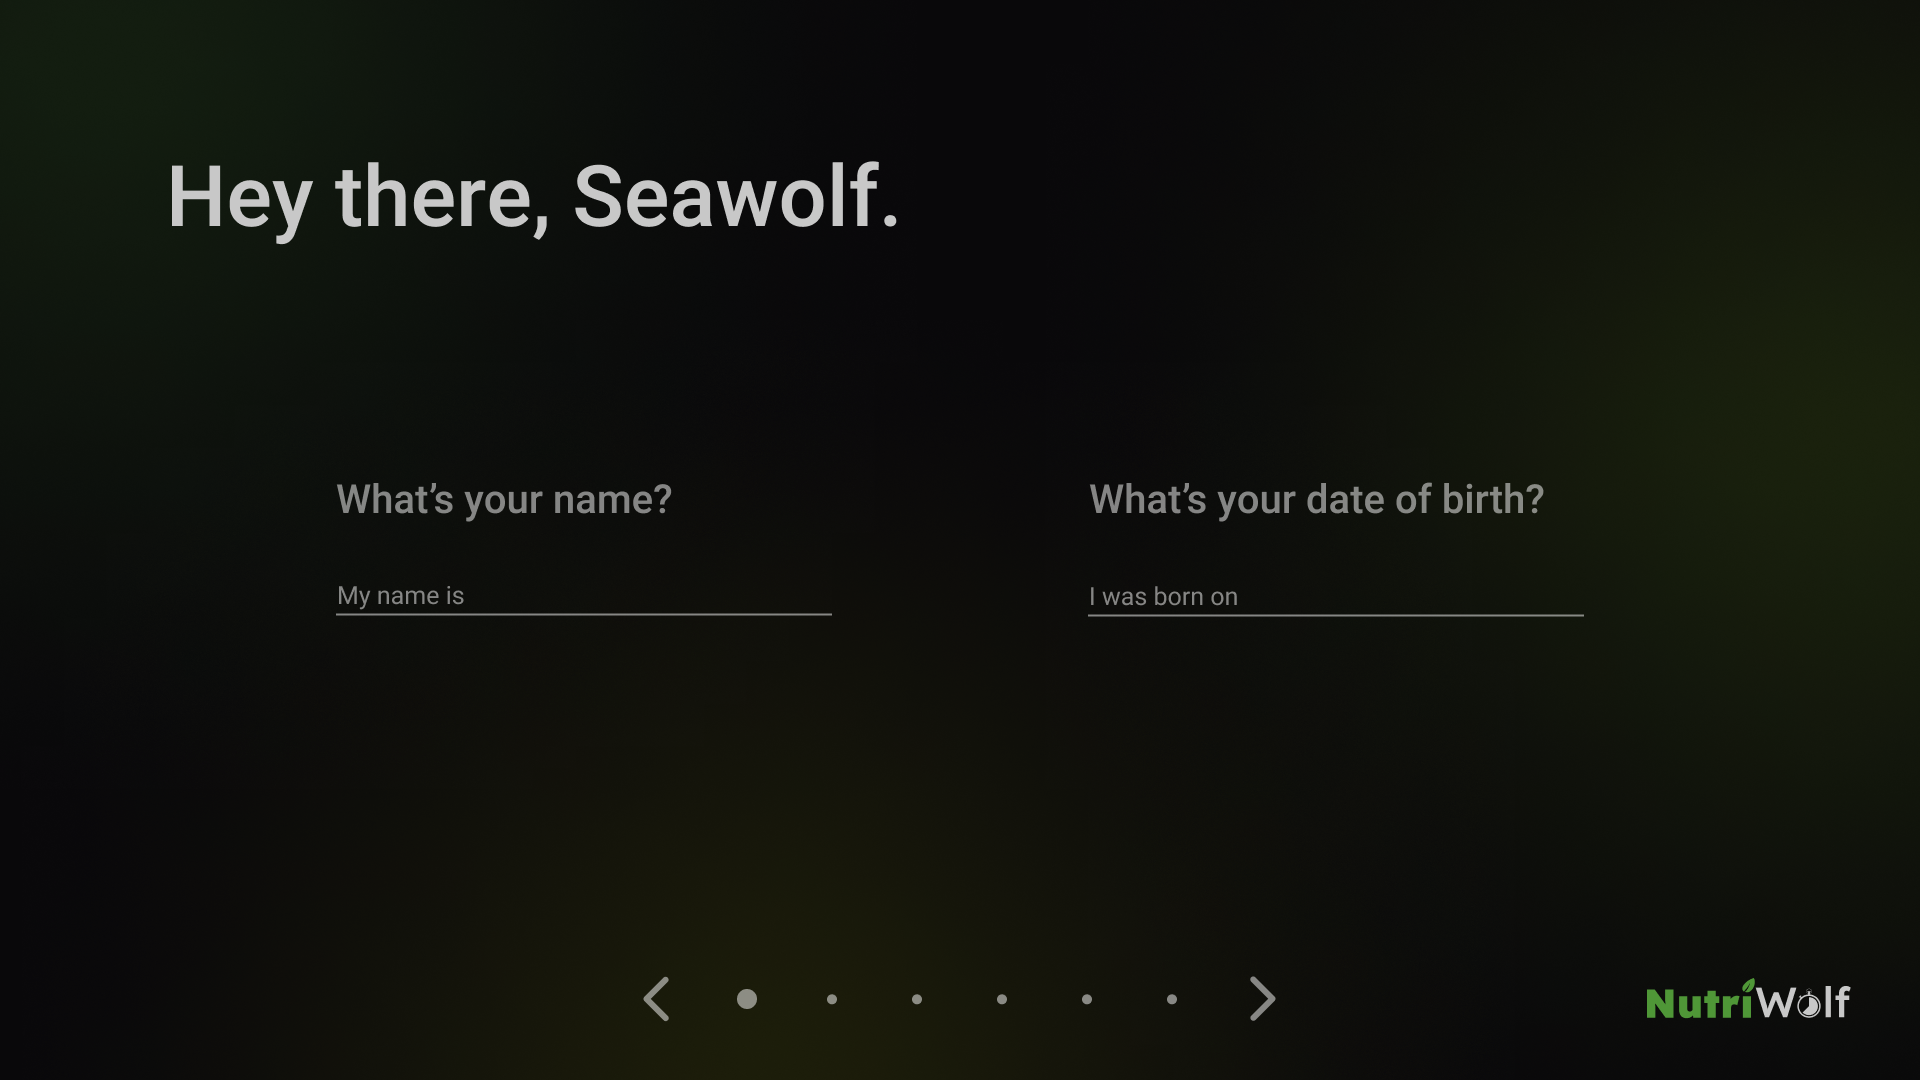 Hey there, Seawolf.
What’s your name?
What’s your date of birth?
My name is
I was born on
NutriWolf